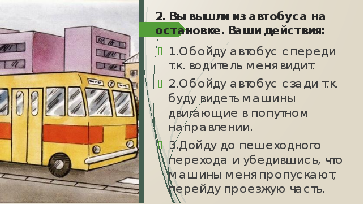 2. Вы вышли из автобуса на
остановке. Ваши действия:
1.Обойду автобус спереди
т.к. водитель меня видит.
2.Обойду автобус сзади т.к.
буду видеть машины
двигающие в попутном
направлении.
3.Дойду до пешеходного
перехода и убедившись, что
машины меня пропускают,
перейду проезжую часть.